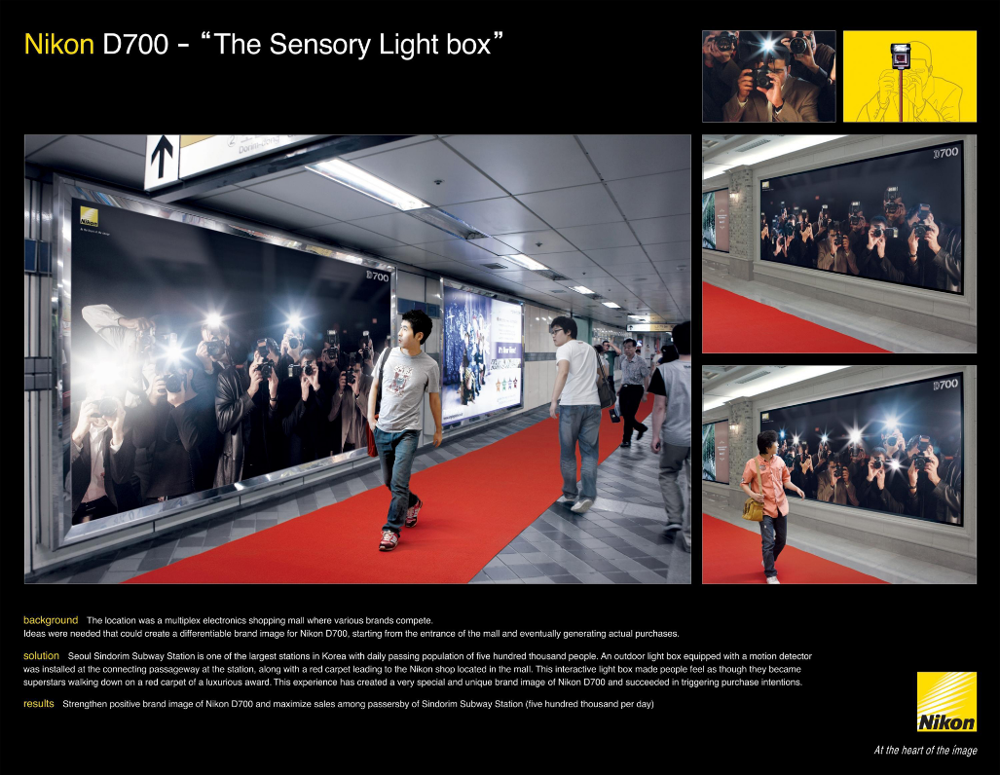 Nikon D700 - “The Sensory Light box”
Nikon
D700
D700
D700
background The location was a multiplex electronics shopping mall where various brands compete.
Ideas were needed that could create a differentiable brand image for Nikon D700, starting from the entrance of the mall and eventually generating actual purchases.
solution Seoul Sindorim Subway Station is one of the largest stations in Korea with daily passing population of five hundred thousand people. An outdoor light box equipped with a motion detector
was installed at the connecting passageway at the station, along with a red carpet leading to the Nikon shop located in the mall. This interactive light box made people feel as though they became
superstars walking down on a red carpet of a luxurious award. This experience has created a very special and unique brand image of Nikon D700 and succeeded in triggering purchase intentions.
results Strengthen positive brand image of Nikon D700 and maximize sales among passersby of Sindorim Subway Station (five hundred thousand per day)
Nikon
At the heart of the image